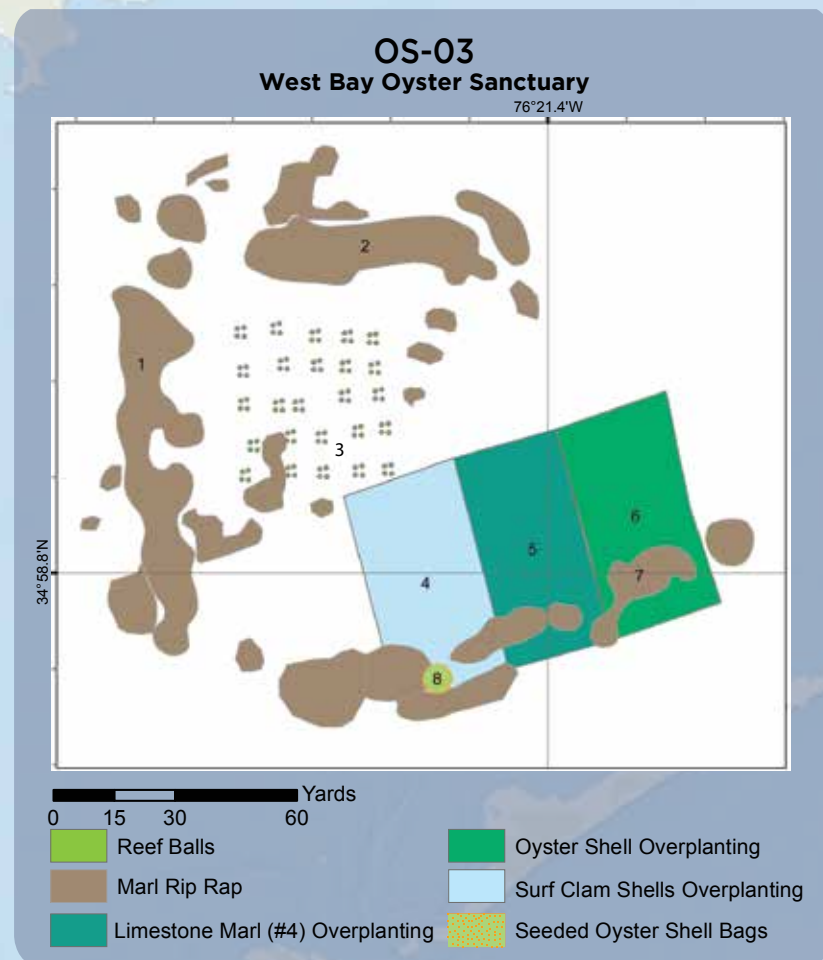 OS-03
West Bay Oyster Sanctuary
76°21.4'W
2
1
3
6
5
34°58.8'N
4
7
8
Yards
0 15 30 60
Reef Balls
Oyster Shell Overplanting
Marl Rip Rap
Surf Clam Shells Overplanting
Limestone Marl (#4) Overplanting
Seeded Oyster Shell Bags